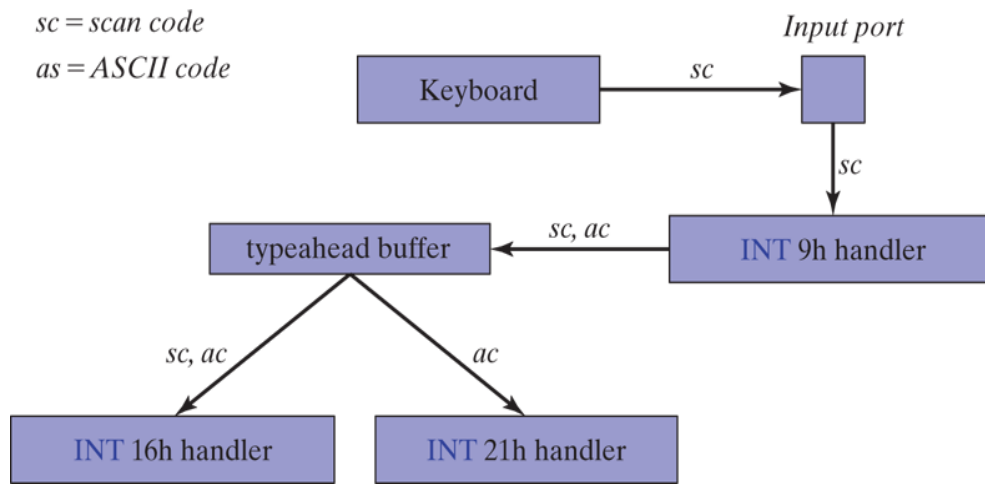 sc = scan code
as = ASCII code
Input port
Keyboard
sc
sc
sc, ac
typeahead buffer
INT 9h handler
sc, ac
ac
INT 16h handler
INT 21h handler